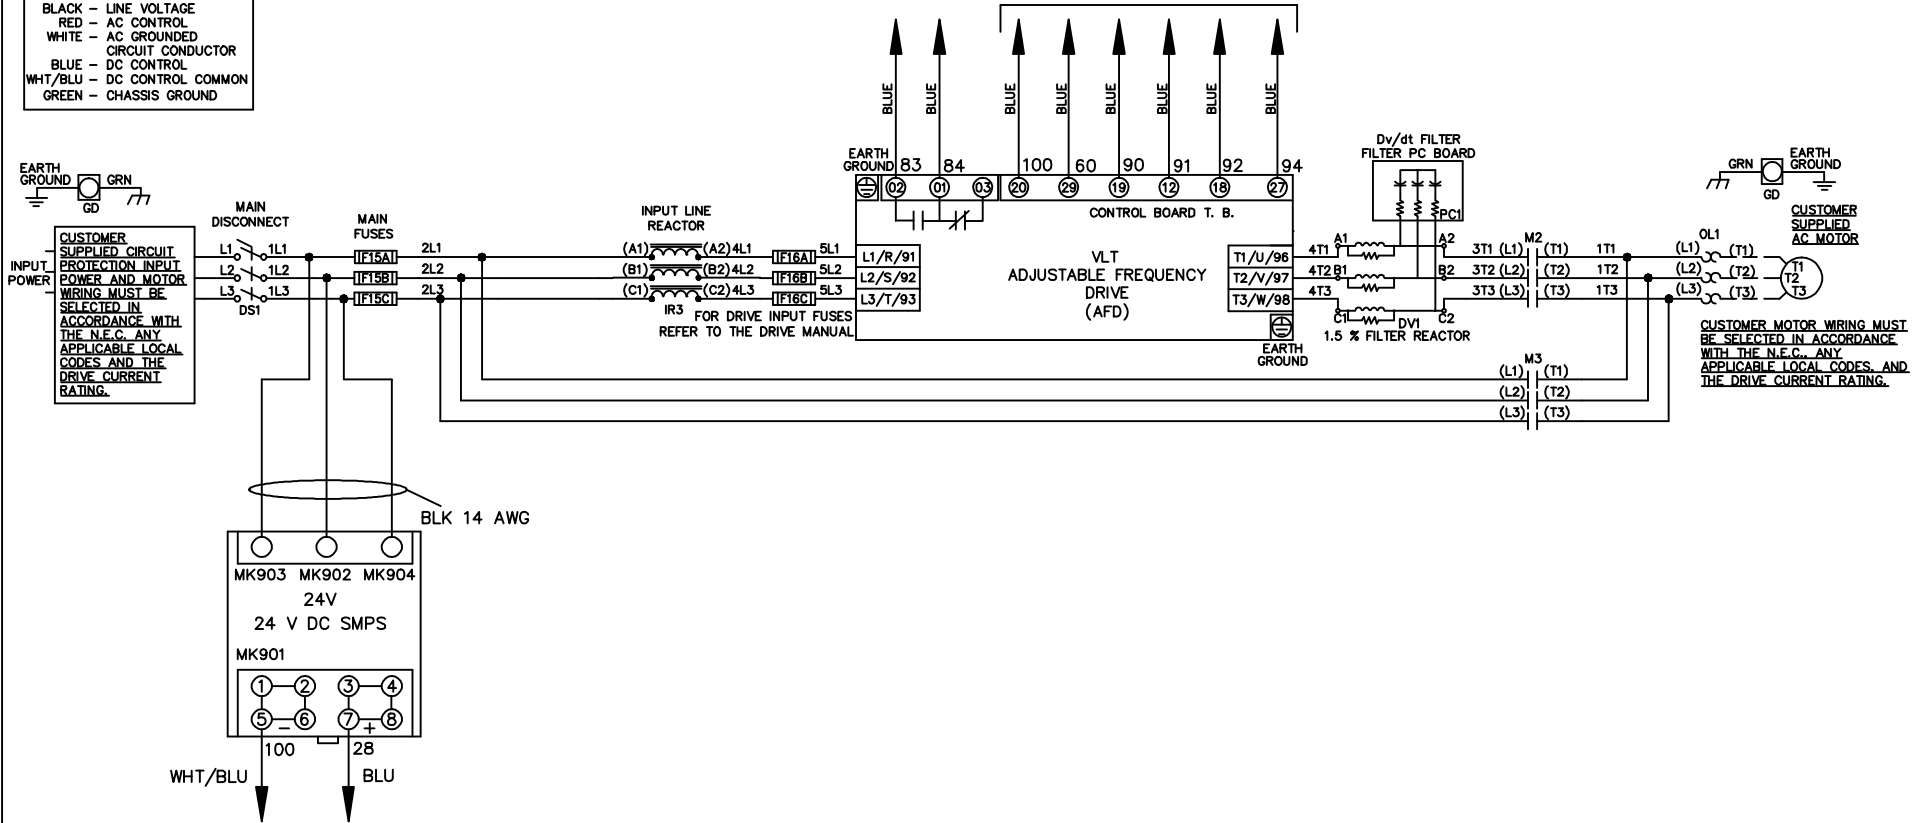 BLACK – LINE VOLTAGE
RED – AC CONTROL
WHITE – AC GROUNDED
CIRCUIT CONDUCTOR
BLUE – DC CONTROL
WHT/BLU – DC CONTROL COMMON
GREEN – CHASSIS GROUND
BLUE
BLUE
BLUE
BLUE
BLUE
BLUE
BLUE
BLUE
EARTH
GROUND
GRN
GD
INPUT
POWER
CUSTOMER
SUPPLIED CIRCUIT
PROTECTION INPUT
POWER AND MOTOR
WIRING MUST BE
SELECTED IN
ACCORDANCE WITH
THE N.E.C. ANY
APPLICABLE LOCAL
CODES AND THE
DRIVE CURRENT
RATING.
MAIN
DISCONNECT
L1 1L1
L2 1L2
L3 1L3
DS1
MAIN
FUSES
F15A 2L1
F15B 2L2
F15C 2L3
INPUT LINE
REACTOR
(A1) (A2) 4L1
(B1) (B2) 4L2
(C1) (C2) 4L3
IR3
F16A 5L1
F16B 5L2
F16C 5L3
FOR DRIVE INPUT FUSES
REFER TO THE DRIVE MANUAL
EARTH
GROUND
83 84 100 60 90 91 92 94
02 01 03 20 29 19 12 18 27
CONTROL BOARD T. B.
L1/R/91
L2/S/92
L3/T/93
VLT
ADJUSTABLE FREQUENCY
DRIVE
(AFD)
T1/U/96
T2/V/97
T3/W/98
EARTH
GROUND
4T1
4T2
4T3
Dv/dt FILTER
FILTER PC BOARD
PC1
A1 A2
B1 B2
C1 C2
DV1
1.5 % FILTER REACTOR
M2
3T1 (L1) (T1) 1T1
3T2 (L2) (T2) 1T2
3T3 (L3) (T3) 1T3
M3
(L1) (T1)
(L2) (T2)
(L3) (T3)
OL1
(L1) (T1)
(L2) (T2)
(L3) (T3)
T1
T2
T3
GRN
GD
EARTH
GROUND
CUSTOMER
SUPPLIED
AC MOTOR
CUSTOMER MOTOR WIRING MUST
BE SELECTED IN ACCORDANCE
WITH THE N.E.C., ANY
APPLICABLE LOCAL CODES, AND
THE DRIVE CURRENT RATING.
BLK 14 AWG
MK903 MK902 MK904
24V
24 V DC SMPS
MK901
1 2 3 4
5 – 6 7 + 8
100 28
WHT/BLU BLU